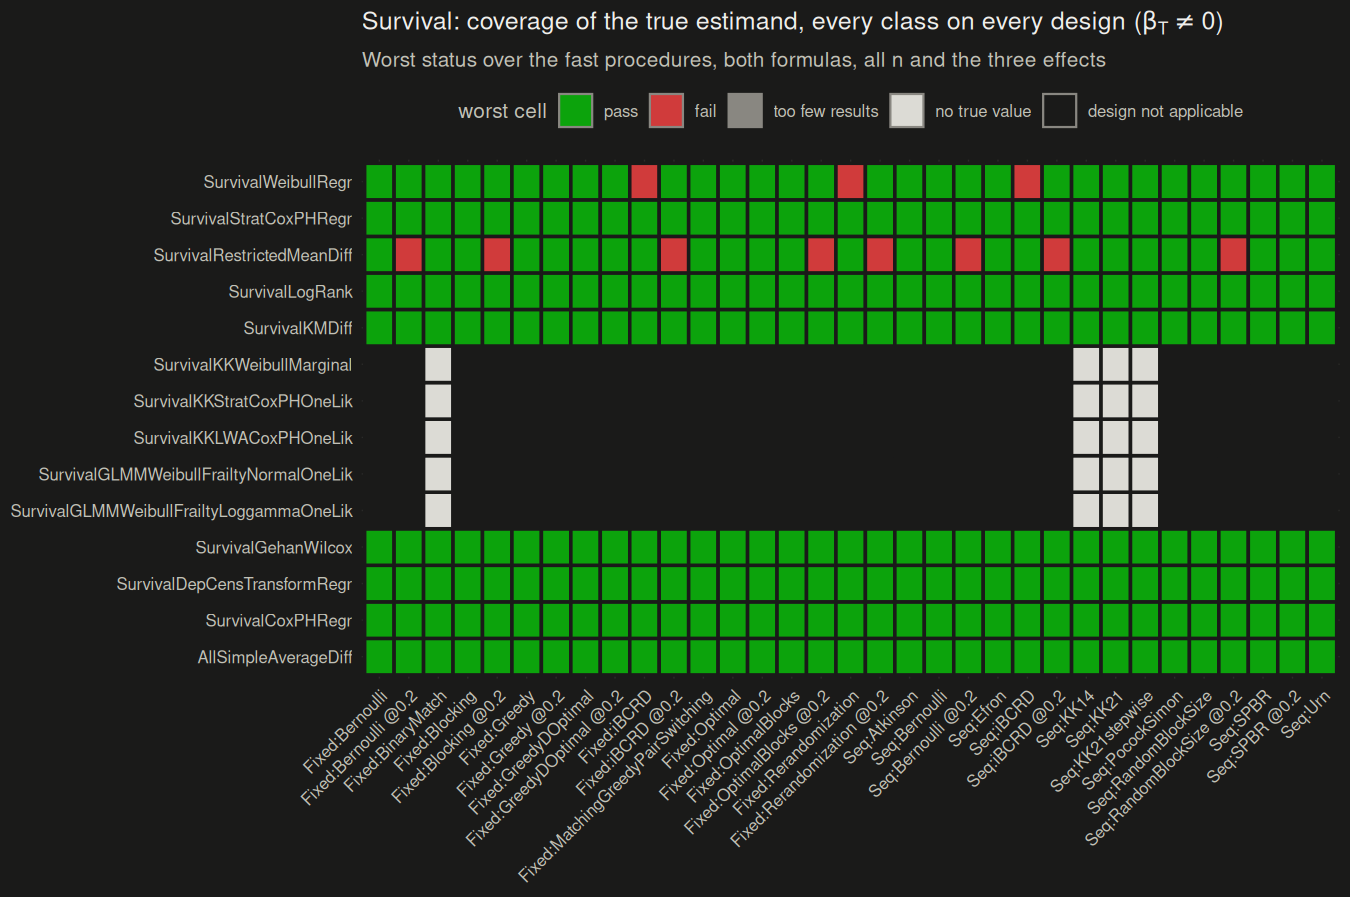 Survival: coverage of the true estimand, every class on every design (βT ≠ 0)
Worst status over the fast procedures, both formulas, all n and the three effects
worst cell pass fail too few results no true value design not applicable
SurvivalWeibullRegr
SurvivalStratCoxPHRegr
SurvivalRestrictedMeanDiff
SurvivalLogRank
SurvivalKMDiff
SurvivalKKWeibullMarginal
SurvivalKKStratCoxPHOneLik
SurvivalKKLWACoxPHOneLik
SurvivalGLMMWeibullFrailtyNormalOneLik
SurvivalGLMMWeibullFrailtyLoggammaOneLik
SurvivalGehanWilcox
SurvivalDepCensTransformRegr
SurvivalCoxPHRegr
AllSimpleAverageDiff
Fixed:Bernoulli
Fixed:Bernoulli @0.2
Fixed:BinaryMatch
Fixed:Blocking
Fixed:Blocking @0.2
Fixed:Greedy
Fixed:Greedy @0.2
Fixed:GreedyDOptimal
Fixed:GreedyDOptimal @0.2
Fixed:iBCRD
Fixed:iBCRD @0.2
Fixed:MatchingGreedyPairSwitching
Fixed:Optimal
Fixed:Optimal @0.2
Fixed:OptimalBlocks
Fixed:OptimalBlocks @0.2
Fixed:Rerandomization
Fixed:Rerandomization @0.2
Seq:Atkinson
Seq:Bernoulli
Seq:Bernoulli @0.2
Seq:Efron
Seq:iBCRD
Seq:iBCRD @0.2
Seq:KK14
Seq:KK21
Seq:KK21stepwise
Seq:PocockSimon
Seq:RandomBlockSize
Seq:RandomBlockSize @0.2
Seq:SPBR
Seq:SPBR @0.2
Seq:Urn